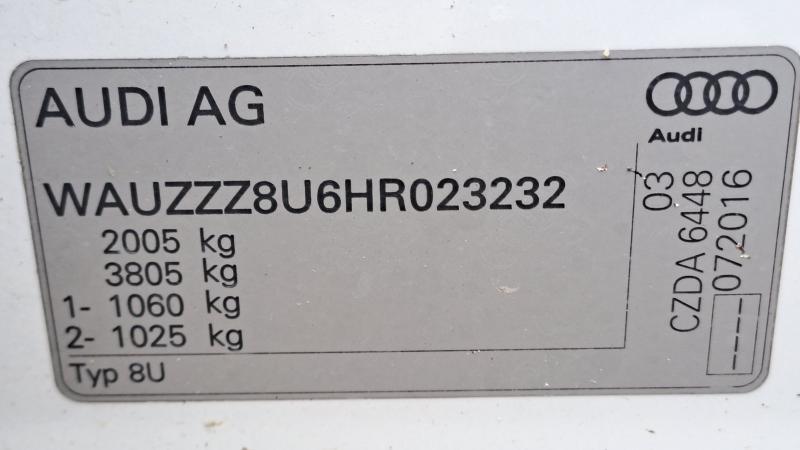 AUDI AG
Audi
WAUZZZ8U6HR023232
2005 kg
3805 kg
1- 1060 kg
2- 1025 kg
Typ 8U
03
CZDA 6448
072016
----